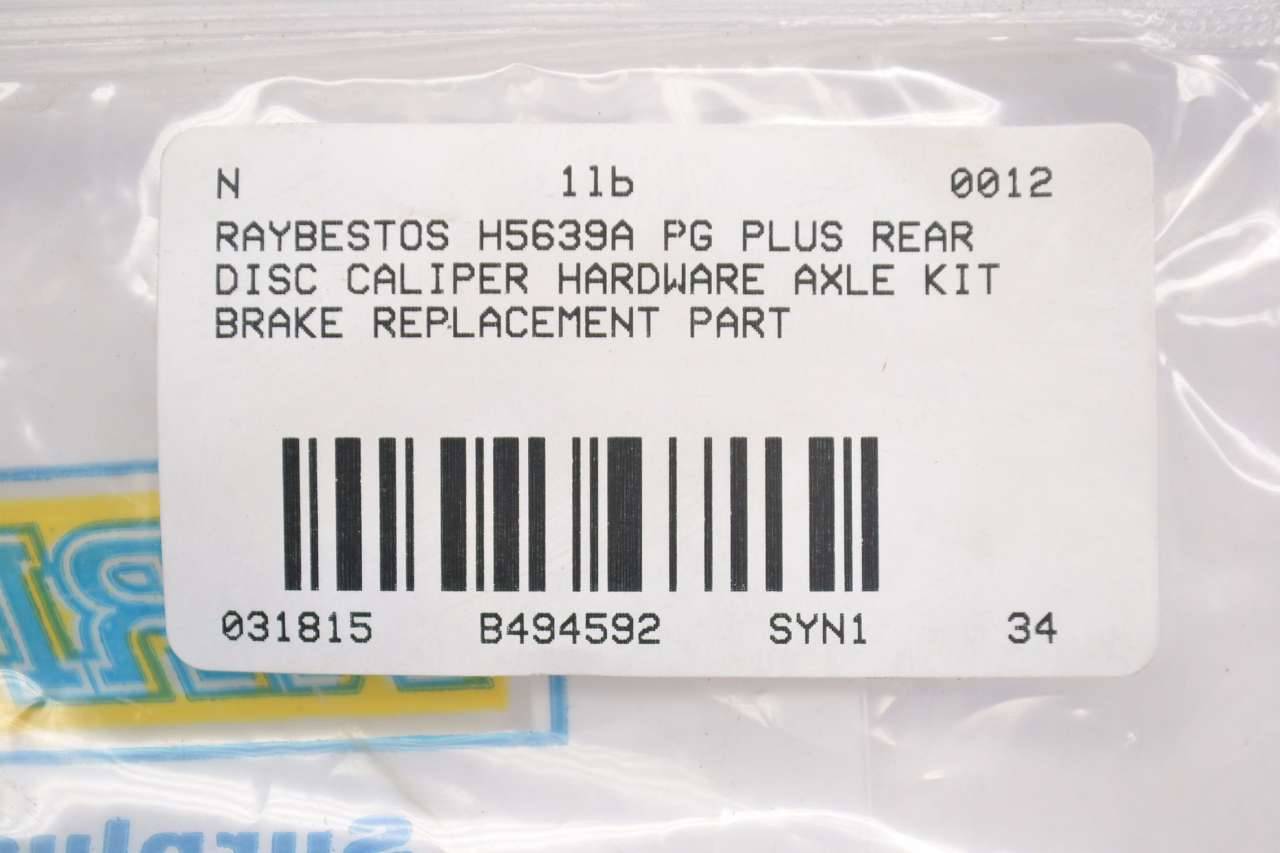 N 1lb 0012
RAYBESTOS H5639A PG PLUS REAR
DISC CALIPER HARDWARE AXLE KIT
BRAKE REPLACEMENT PART
031815 B494592 SYN1 34